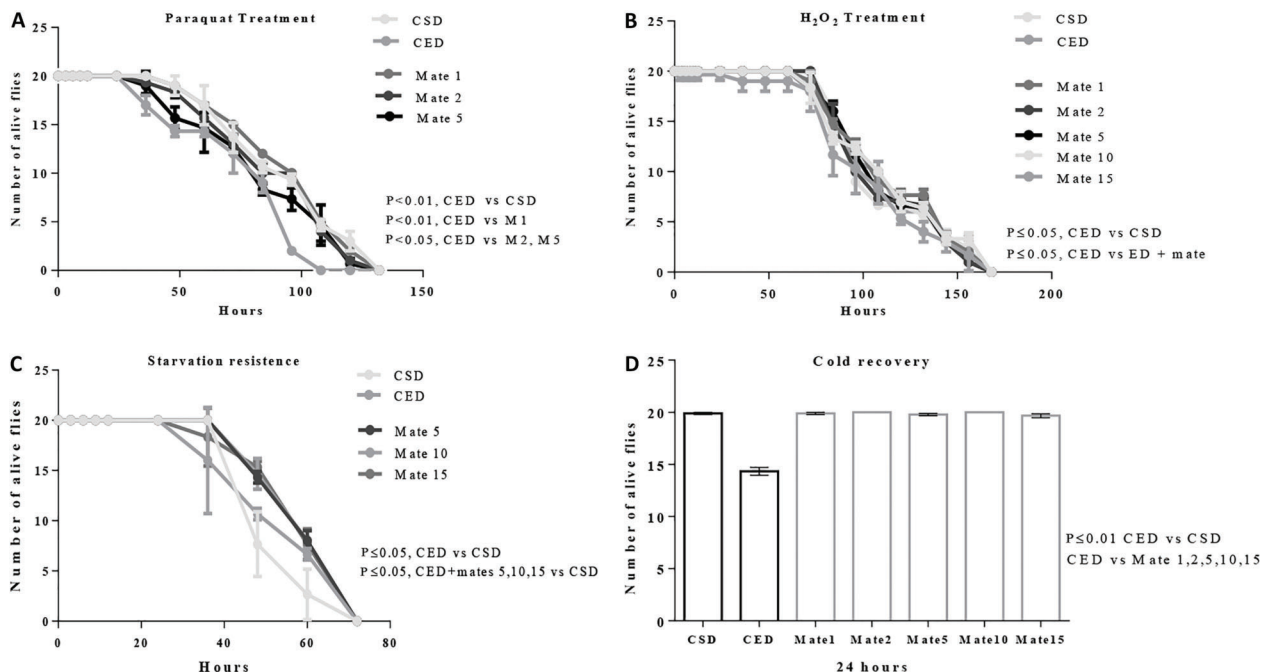 A
Paraquat Treatment
CSD
CED
Mate 1
Mate 2
Mate 5
Number of alive flies
25
20
15
10
5
0
0
50
100
150
Hours
P<0.01, CED vs CSD
P<0.01, CED vs M1
P<0.05, CED vs M2, M5
B
H₂O₂ Treatment
CSD
CED
Mate 1
Mate 2
Mate 5
Mate 10
Mate 15
Number of alive flies
25
20
15
10
5
0
0
50
100
150
200
Hours
P≤0.05, CED vs CSD
P≤0.05, CED vs ED + mate
C
Starvation resistence
CSD
CED
Mate 5
Mate 10
Mate 15
Number of alive flies
25
20
15
10
5
0
0
20
40
60
80
Hours
P≤0.05, CED vs CSD
P≤0.05, CED+mates 5,10,15 vs CSD
D
Cold recovery
Number of alive flies
25
20
15
10
5
0
CSD CED Mate1 Mate2 Mate5 Mate10 Mate15
24 hours
P≤0.01 CED vs CSD
CED vs Mate 1,2,5,10,15